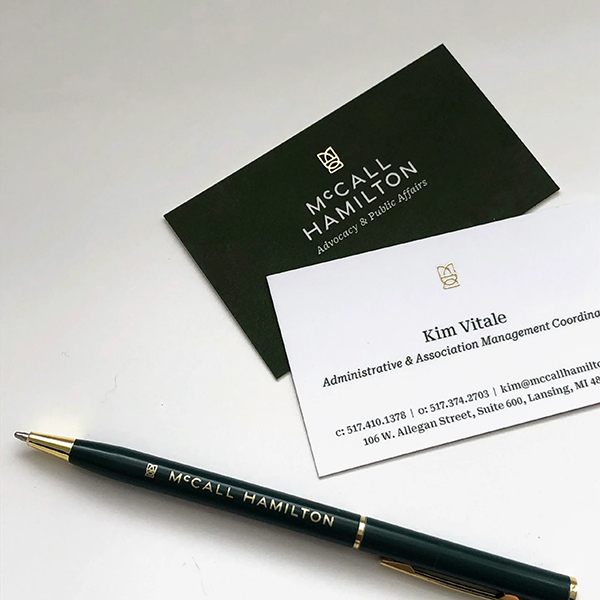 McCALL
HAMILTON
Advocacy & Public Affairs
Kim Vitale
Administrative & Association Management
c: 517.410.1378 | o: 517.374.2703 |
106 W. Allegan Street, Suite 600, Lansing, MI
McCALL HAMILTON